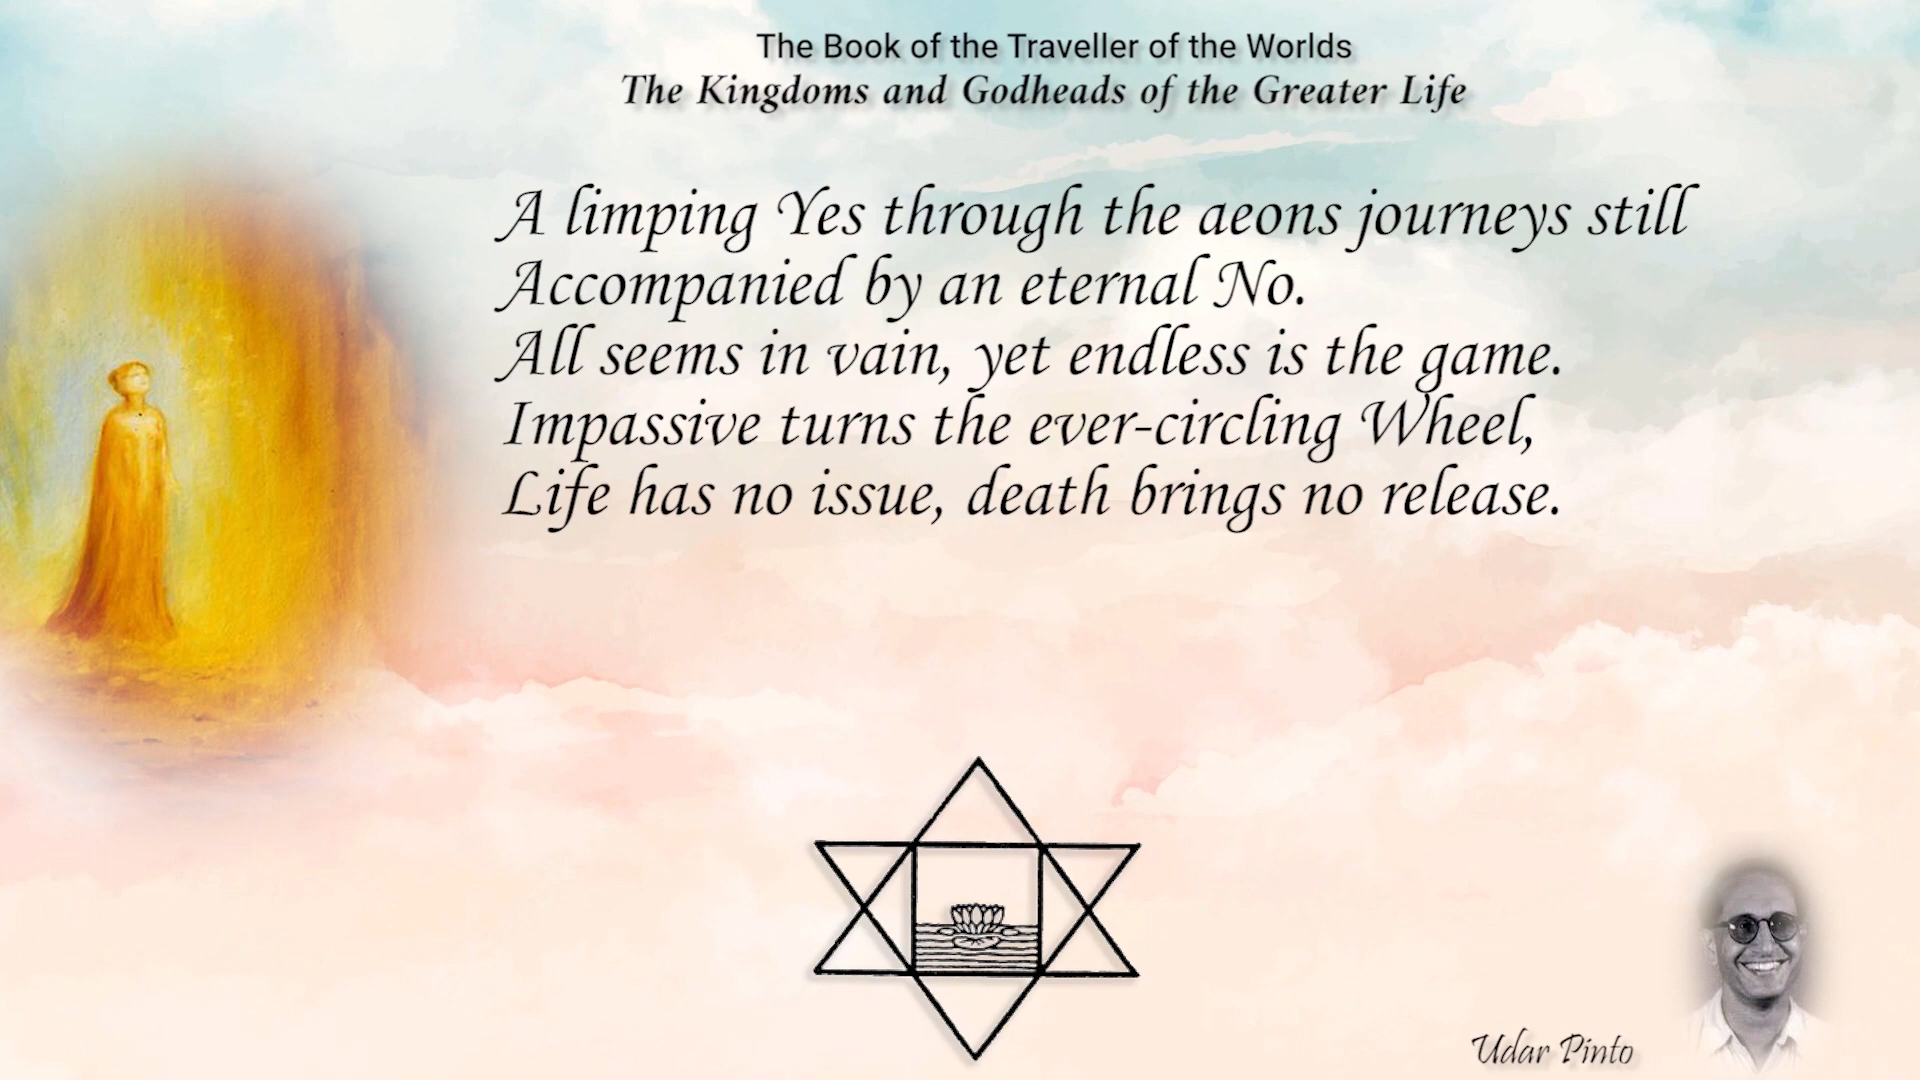 The Book of the Traveller of the Worlds
The Kingdoms and Godheads of the Greater Life
A limping Yes through the aeons journeys still
Accompanied by an eternal No.
All seems in vain, yet endless is the game.
Impassive turns the ever-circling Wheel,
Life has no issue, death brings no release.
Udar Pinto